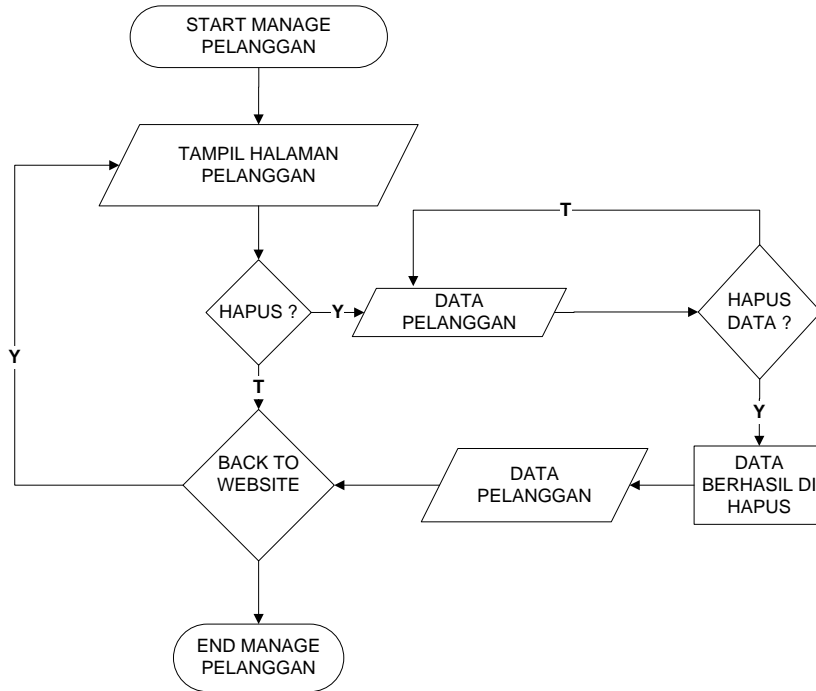 START MANAGE
PELANGGAN
TAMPIL HALAMAN
PELANGGAN
T
HAPUS ?
Y
DATA
PELANGGAN
HAPUS
DATA ?
Y
T
Y
BACK TO
WEBSITE
DATA
PELANGGAN
DATA
BERHASIL DI
HAPUS
END MANAGE
PELANGGAN